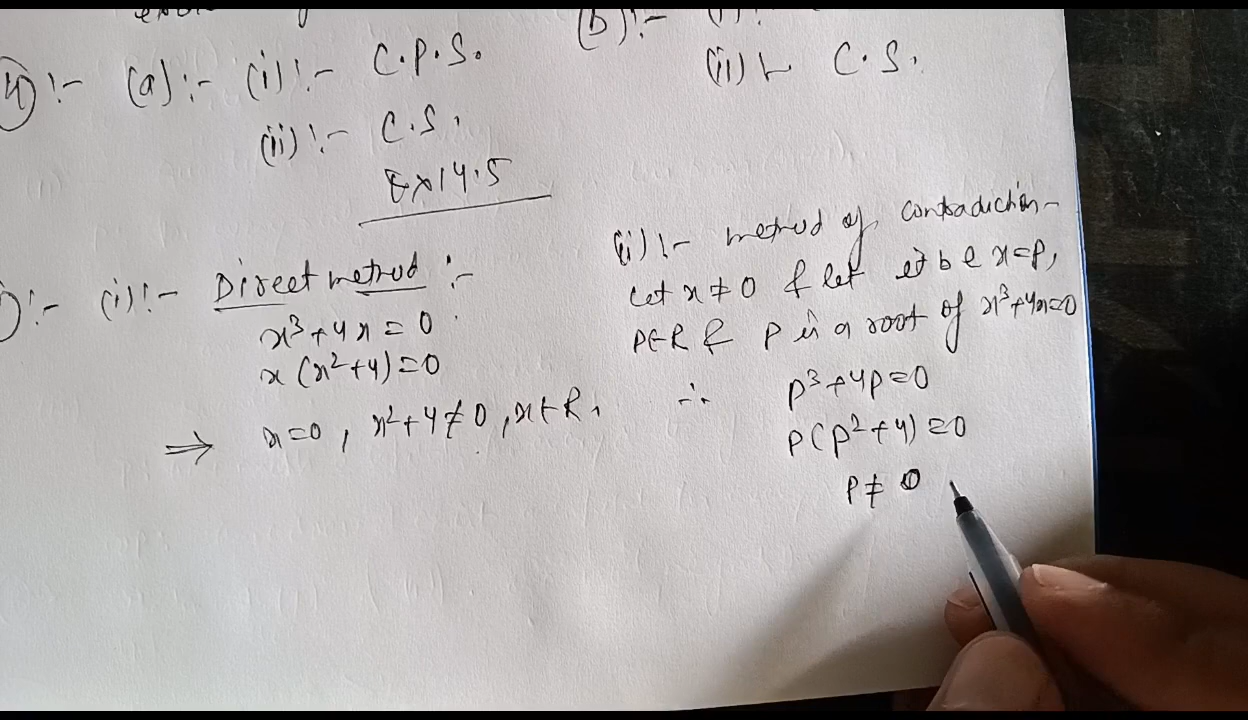 (b) :- (i) :-
4) :- (a) :- (i) :- C.P.S.
(ii) :- C.S.
(ii) :- C.S.
Ex 14.5
:- (i) :- Direct method :-
x³+4x=0
x(x²+4)=0
⇒ x=0, x²+4≠0, x∈R,
(ii) :- method of contradiction -
Let x≠0 & let it be x=p,
p∈R & p is a root of x³+4x=0
∴ p³+4p=0
p(p²+4)=0
p≠0